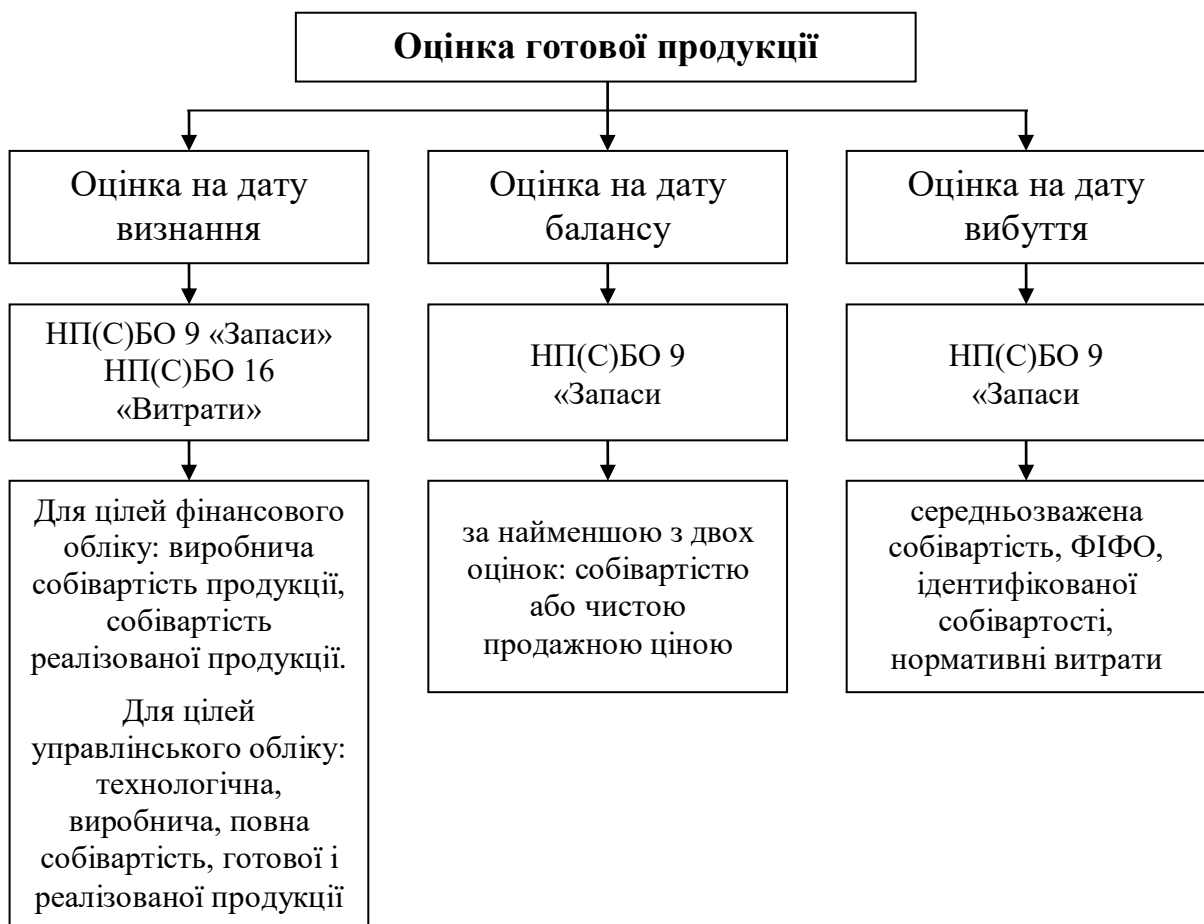 Оцінка готової продукції
Оцінка на дату
визнання
Оцінка на дату
балансу
Оцінка на дату
вибуття
НП(С)БО 9 «Запаси»
НП(С)БО 16
«Витрати»
НП(С)БО 9
«Запаси
НП(С)БО 9
«Запаси
Для цілей фінансового
обліку: виробнича
собівартість продукції,
собівартість
реалізованої продукції.
Для цілей
управлінського обліку:
технологічна,
виробнича, повна
собівартість, готової і
реалізованої продукції
за найменшою з двох
оцінок: собівартістю
або чистою
продажною ціною
середньозважена
собівартість, ФІФО,
ідентифікованої
собівартості,
нормативні витрати